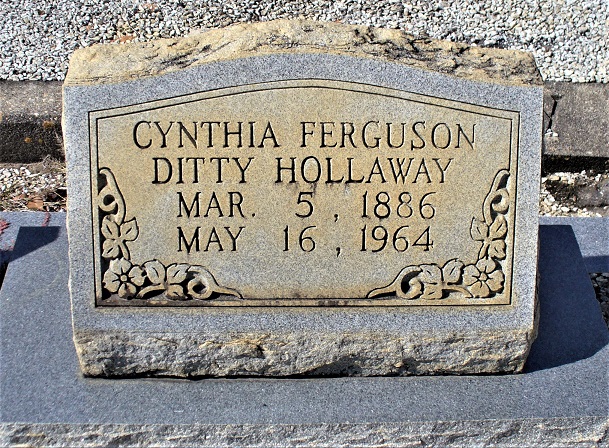 CYNTHIA FERGUSON
DITTY HOLLAWAY
MAR. 5, 1886
MAY 16, 1964